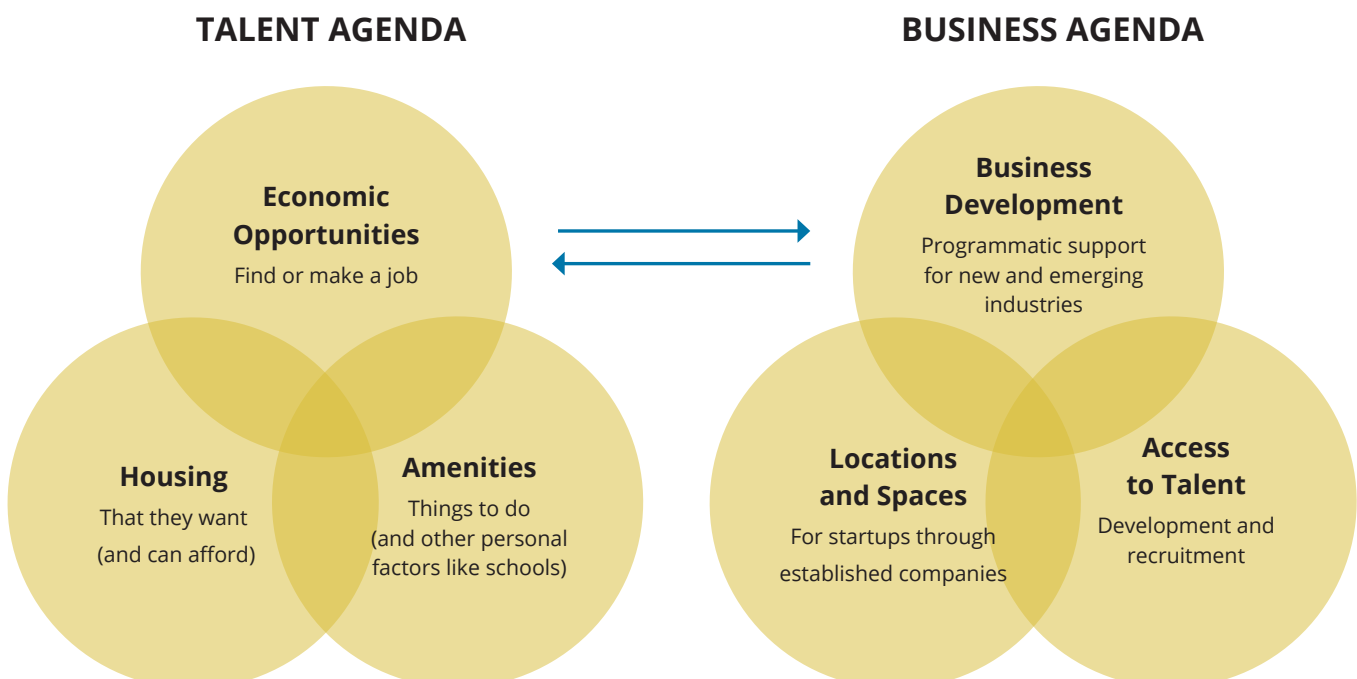 TALENT AGENDA
Economic
Opportunities
Find or make a job
Housing
That they want
(and can afford)
Amenities
Things to do
(and other personal
factors like schools)
BUSINESS AGENDA
Business
Development
Programmatic support
for new and emerging
industries
Locations
and Spaces
For startups through
established companies
Access
to Talent
Development and
recruitment